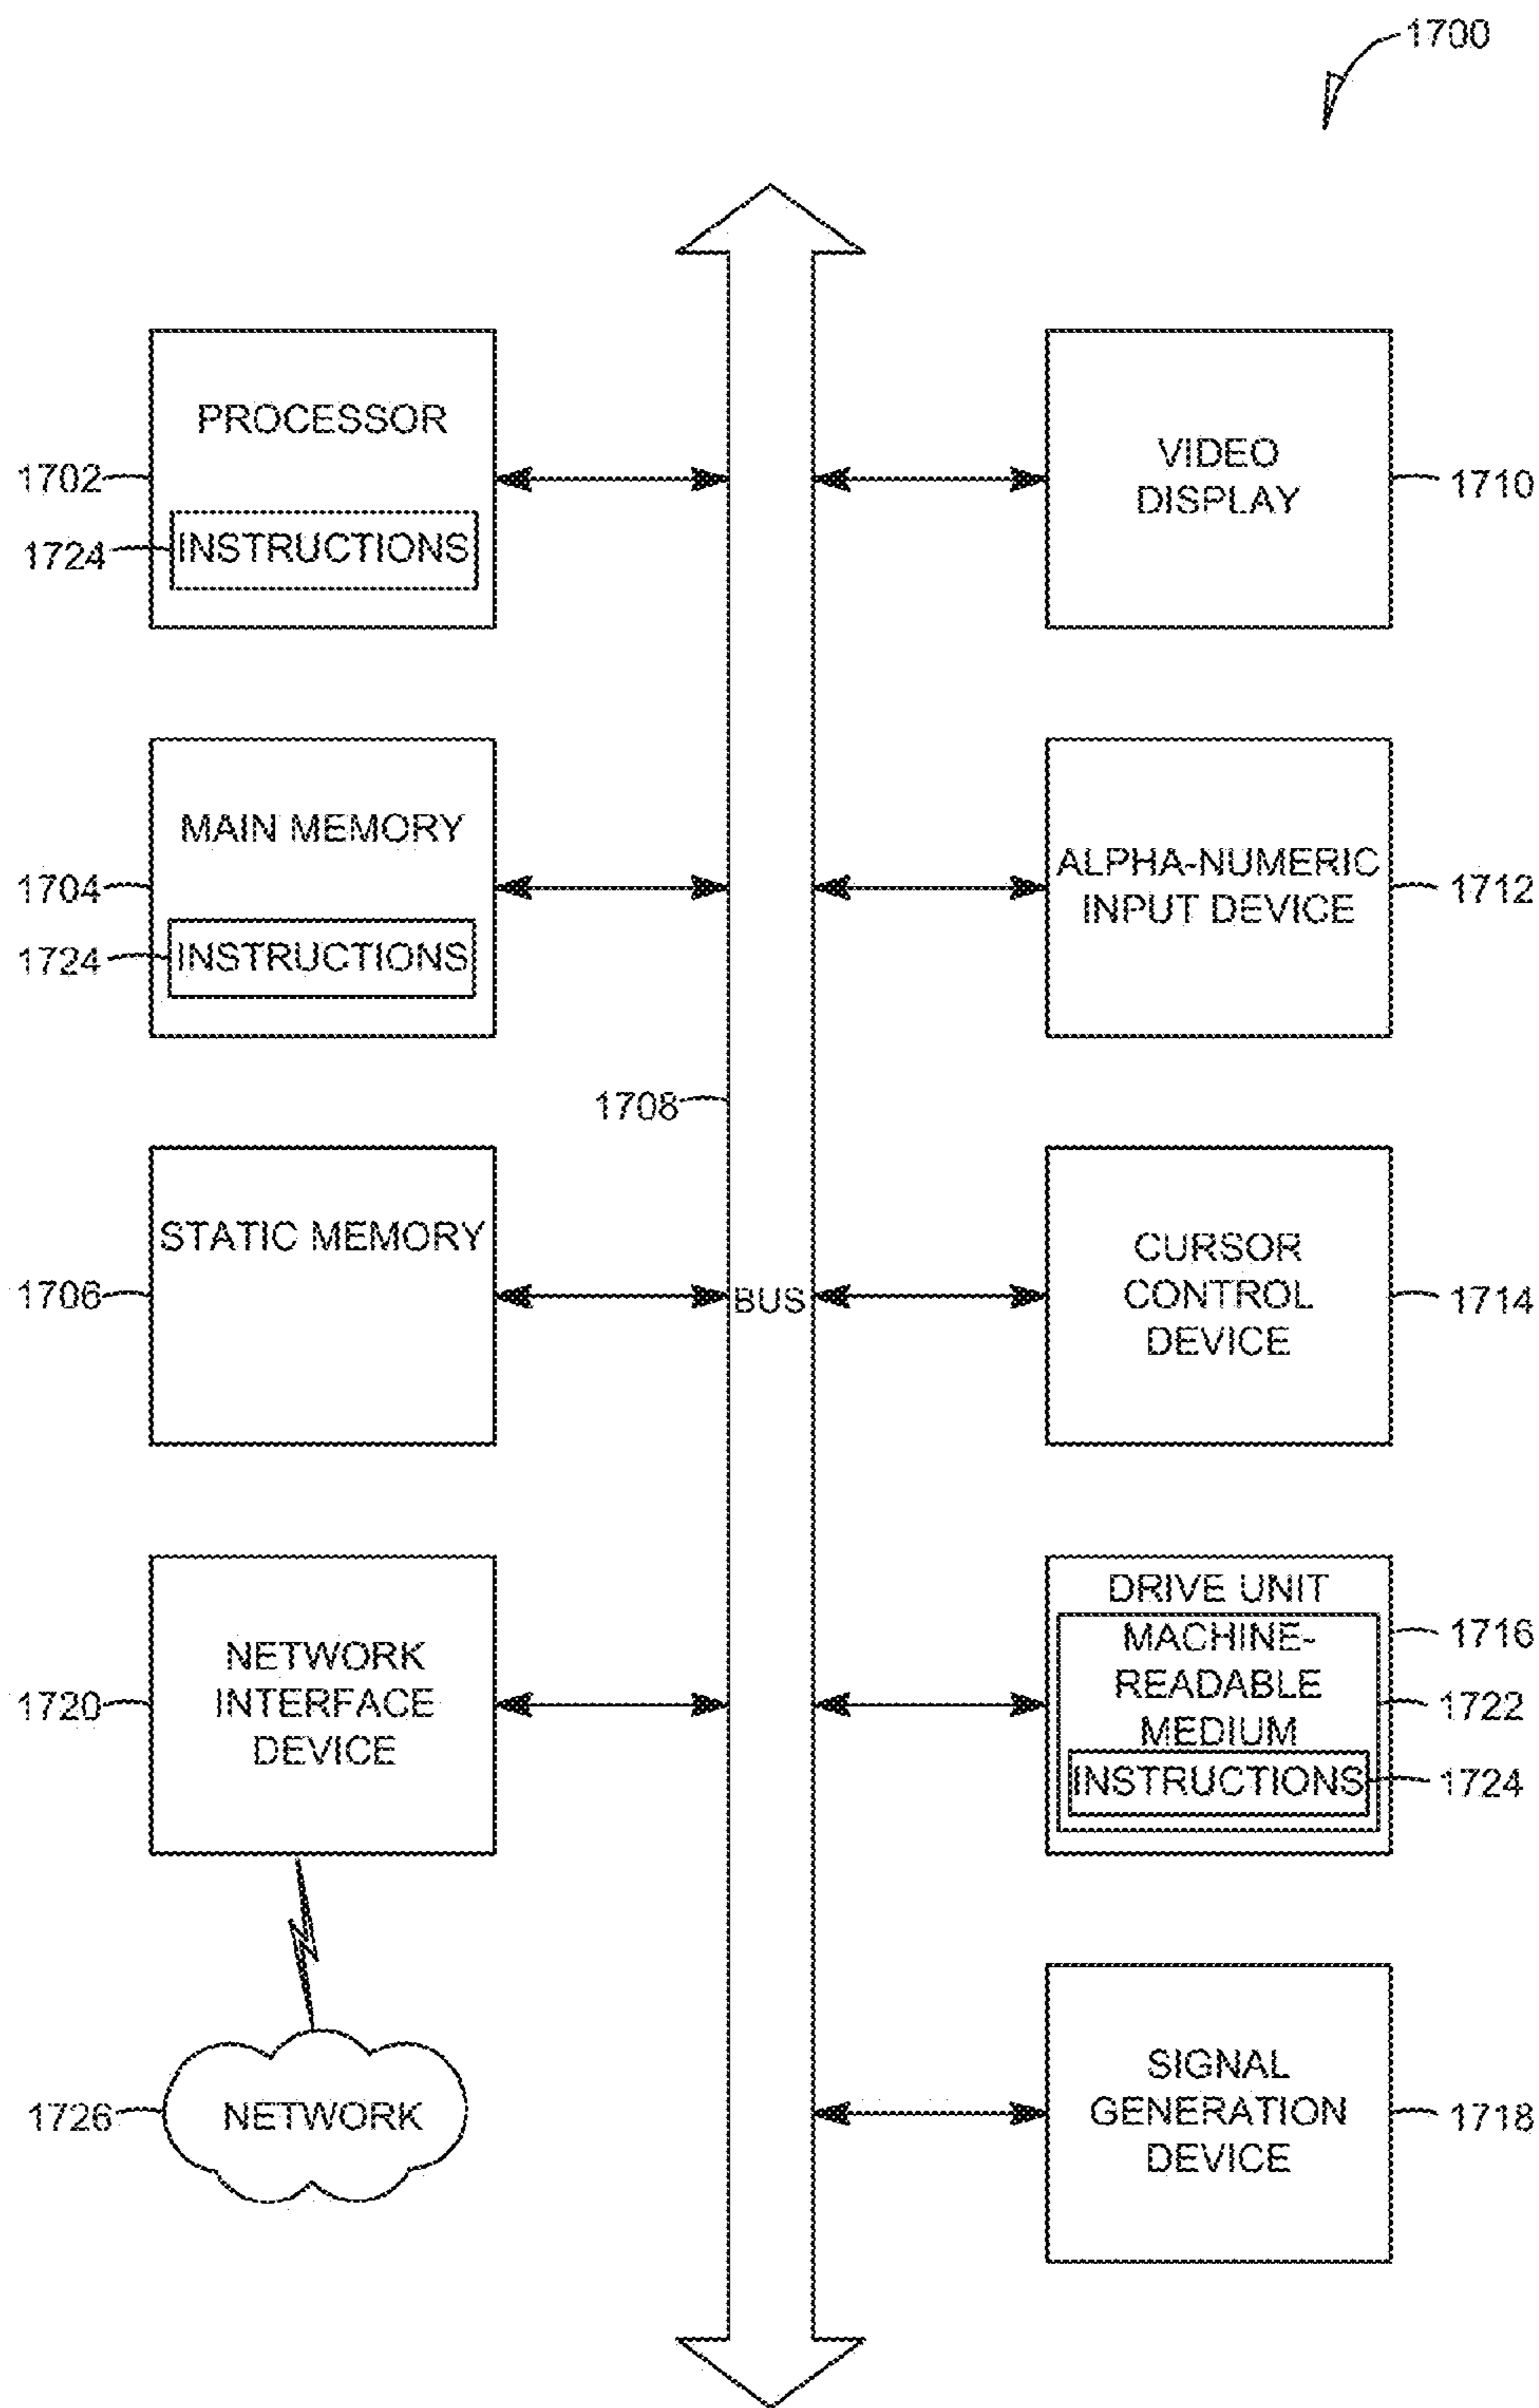 1700
PROCESSOR
1702
1724
INSTRUCTIONS
VIDEO
DISPLAY
1710
MAIN MEMORY
1704
1724
INSTRUCTIONS
ALPHA-NUMERIC
INPUT DEVICE
1712
1708
STATIC MEMORY
1706
BUS
CURSOR
CONTROL
DEVICE
1714
NETWORK
INTERFACE
DEVICE
1720
DRIVE UNIT
MACHINE-
READABLE
MEDIUM
INSTRUCTIONS
1716
1722
1724
1726
NETWORK
SIGNAL
GENERATION
DEVICE
1718